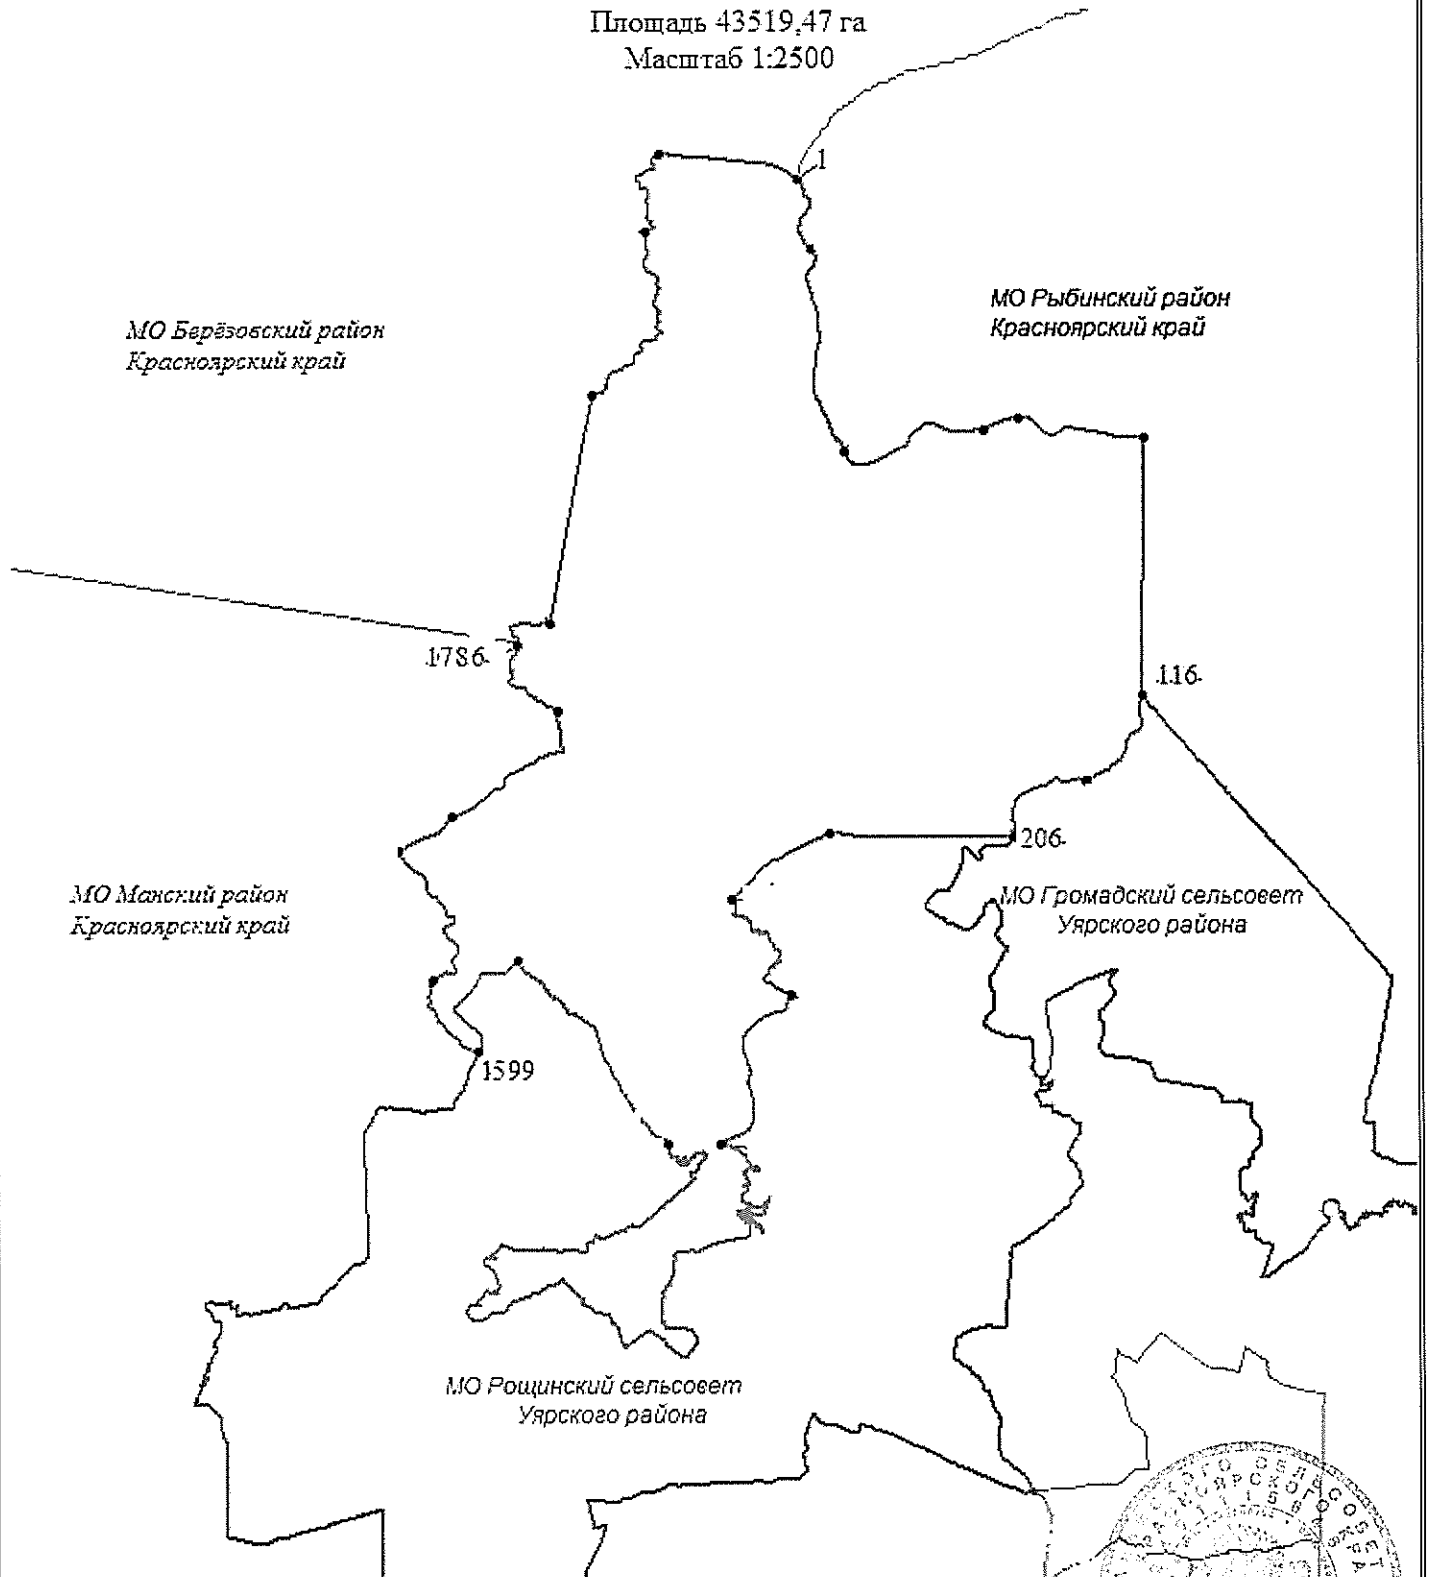 Площадь 43519,47 га
Масштаб 1:2500
1
МО Рыбинский район
Красноярский край
МО Берёзовский район
Красноярский край
1786
116
206
МО Манский район
Красноярский край
МО Громадский сельсовет
Уярского района
1599
МО Рощинский сельсовет
Уярского района